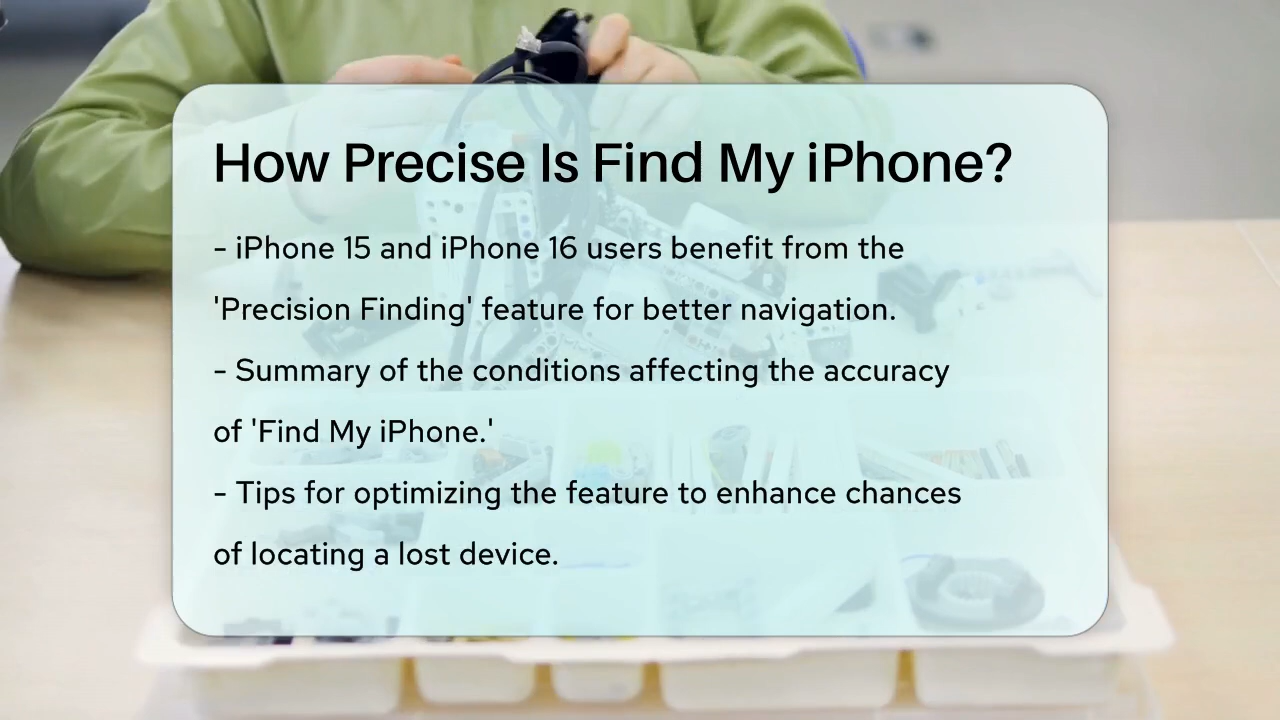 How Precise Is Find My iPhone?
- iPhone 15 and iPhone 16 users benefit from the
'Precision Finding' feature for better navigation.
- Summary of the conditions affecting the accuracy
of 'Find My iPhone.'
- Tips for optimizing the feature to enhance chances
of locating a lost device.